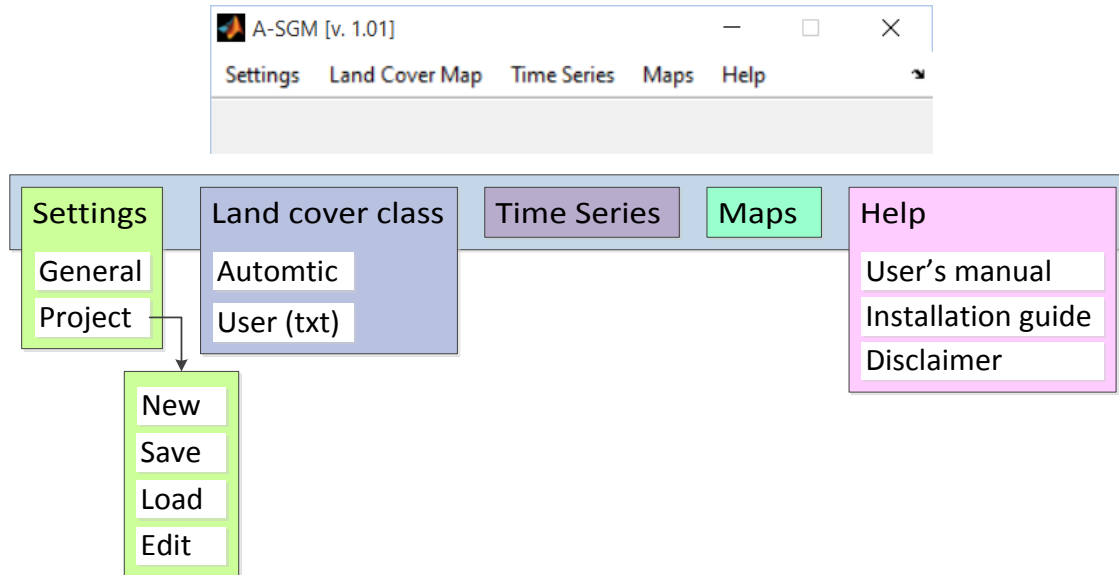 A-SGM [v. 1.01]
Settings Land Cover Map Time Series Maps Help
Settings
General
Project
New
Save
Load
Edit
Land cover class
Automtic
User (txt)
Time Series
Maps
Help
User's manual
Installation guide
Disclaimer